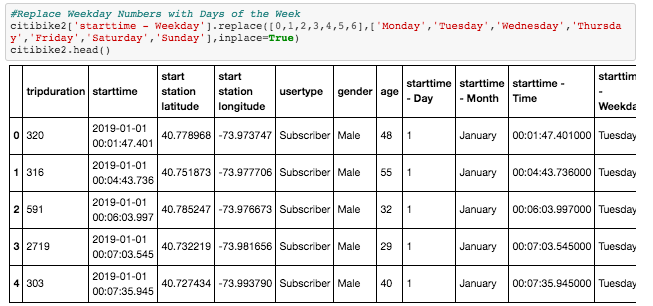 #Replace Weekday Numbers with Days of the Week
citibike2['starttime - Weekday'].replace([0,1,2,3,4,5,6],['Monday','Tuesday','Wednesday','Thursda
y','Friday','Saturday','Sunday'],inplace=True)
citibike2.head()
tripduration starttime start station latitude start station longitude usertype gender age starttime - Day starttime - Month starttime - Time starttim - Weekda
0 320 2019-01-01 00:01:47.401 40.778968 -73.973747 Subscriber Male 48 1 January 00:01:47.401000 Tuesday
1 316 2019-01-01 00:04:43.736 40.751873 -73.977706 Subscriber Male 55 1 January 00:04:43.736000 Tuesday
2 591 2019-01-01 00:06:03.997 40.785247 -73.976673 Subscriber Male 32 1 January 00:06:03.997000 Tuesday
3 2719 2019-01-01 00:07:03.545 40.732219 -73.981656 Subscriber Male 29 1 January 00:07:03.545000 Tuesday
4 303 2019-01-01 00:07:35.945 40.727434 -73.993790 Subscriber Male 40 1 January 00:07:35.945000 Tuesday